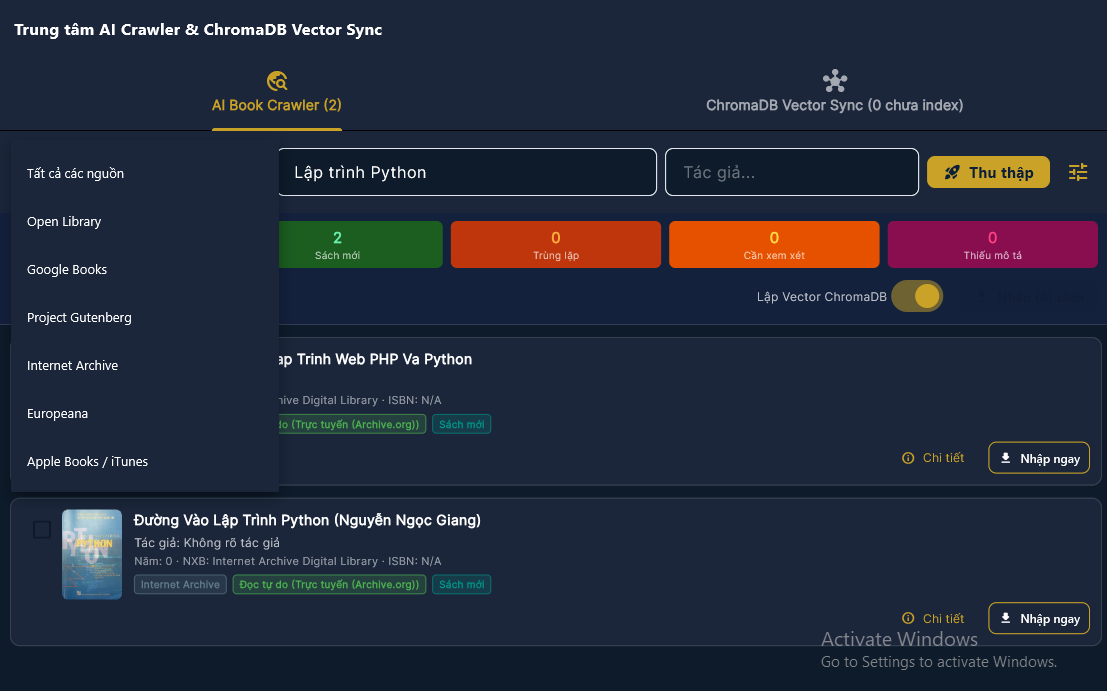 Trung tâm AI Crawler & ChromaDB Vector Sync
AI Book Crawler (2)
ChromaDB Vector Sync (0 chưa index)
Tất cả các nguồn
Open Library
Google Books
Project Gutenberg
Internet Archive
Europeana
Apple Books / iTunes
Lập trình Python
Tác giả...
Thu thập
2
Sách mới
0
Trùng lặp
0
Cần xem xét
0
Thiếu mô tả
Lập Vector ChromaDB
ap Trinh Web PHP Va Python
hive Digital Library · ISBN: N/A
do (Trực tuyến (Archive.org))
Sách mới
Chi tiết
Nhập ngay
Đường Vào Lập Trình Python (Nguyễn Ngọc Giang)
Tác giả: Không rõ tác giả
Năm: 0 · NXB: Internet Archive Digital Library · ISBN: N/A
Internet Archive
Đọc tự do (Trực tuyến (Archive.org))
Sách mới
Chi tiết
Nhập ngay
Activate Windows
Go to Settings to activate Windows.